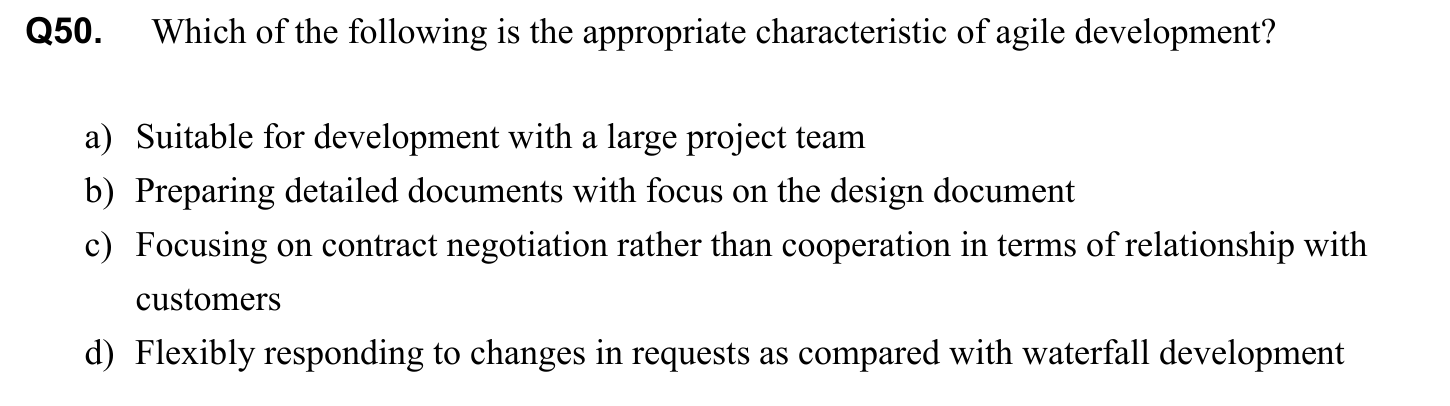 Q50. Which of the following is the appropriate characteristic of agile development?
a) Suitable for development with a large project team
b) Preparing detailed documents with focus on the design document
c) Focusing on contract negotiation rather than cooperation in terms of relationship with
customers
d) Flexibly responding to changes in requests as compared with waterfall development